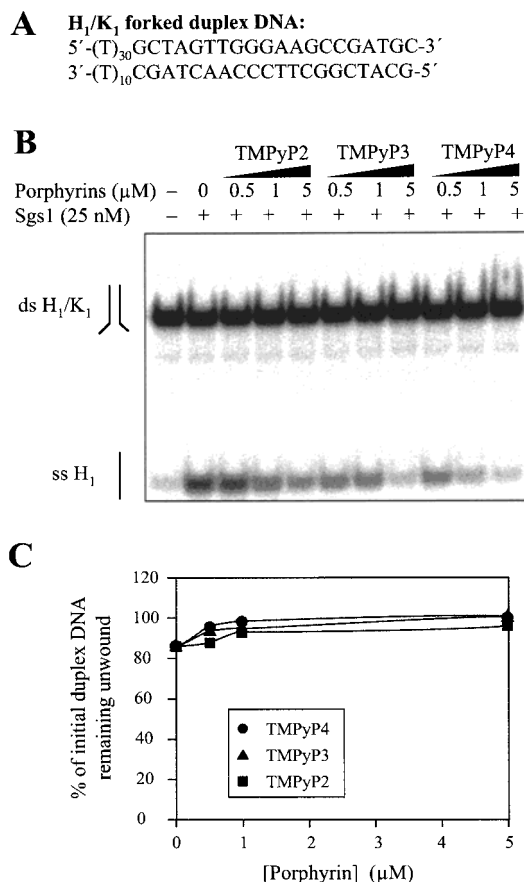 A
H₁/K₁ forked duplex DNA:
5′-(T)₃₀GCTAGTTGGGAAGCCGATGC-3′
3′-(T)₁₀CGATCAACCCTTCGGCTACG-5′
B
TMPyP2 TMPyP3 TMPyP4
Porphyrins (µM) – 0 0.5 1 5 0.5 1 5 0.5 1 5
Sgs1 (25 nM) – + + + + + + + + + +
ds H₁/K₁
ss H₁
C
% of initial duplex DNA
remaining unwound
120
100
80
60
40
20
0
TMPyP4
TMPyP3
TMPyP2
0 1 2 3 4 5
[Porphyrin] (µM)